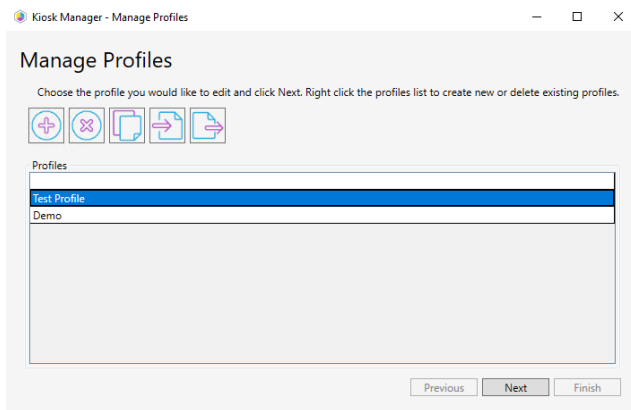 Kiosk Manager - Manage Profiles
Manage Profiles
Choose the profile you would like to edit and click Next. Right click the profiles list to create new or delete existing profiles.
Profiles
Test Profile
Demo
Previous Next Finish